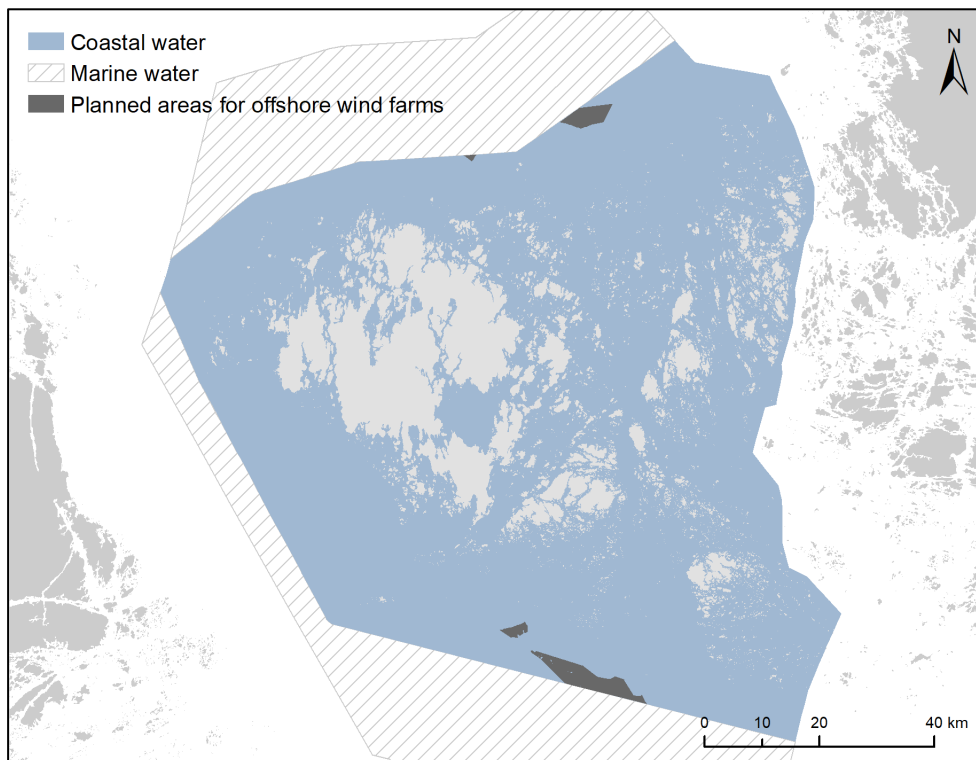 Coastal water
Marine water
Planned areas for offshore wind farms
N
0 10 20 40 km